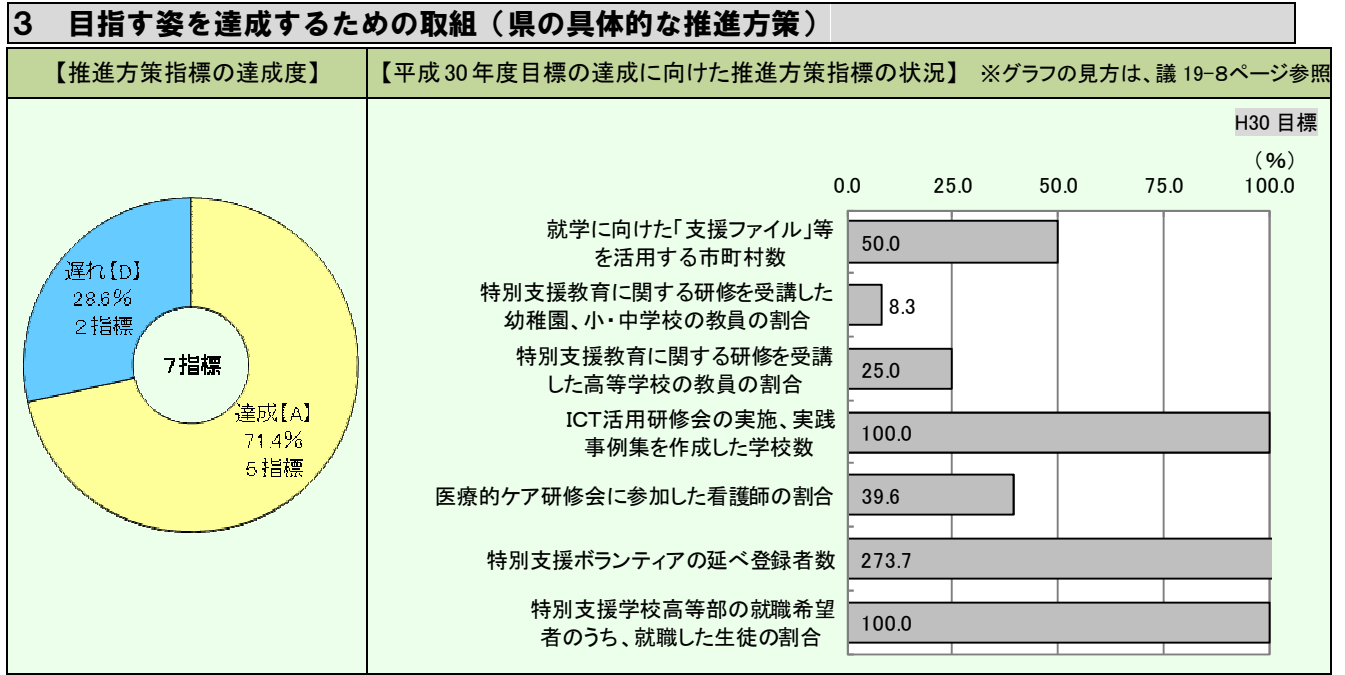 ３　目指す姿を達成するための取組（県の具体的な推進方策）
【推進方策指標の達成度】
【平成30年度目標の達成に向けた推進方策指標の状況】　※グラフの見方は、議19-8ページ参照
遅れ【D】
28.6%
2指標
7指標
達成【A】
71.4%
5指標
H30 目標
（％）
0.0 25.0 50.0 75.0 100.0
就学に向けた「支援ファイル」等
を活用する市町村数
50.0
特別支援教育に関する研修を受講した
幼稚園、小・中学校の教員の割合
8.3
特別支援教育に関する研修を受講
した高等学校の教員の割合
25.0
ICT活用研修会の実施、実践
事例集を作成した学校数
100.0
医療的ケア研修会に参加した看護師の割合
39.6
特別支援ボランティアの延べ登録者数
273.7
特別支援学校高等部の就職希望
者のうち、就職した生徒の割合
100.0